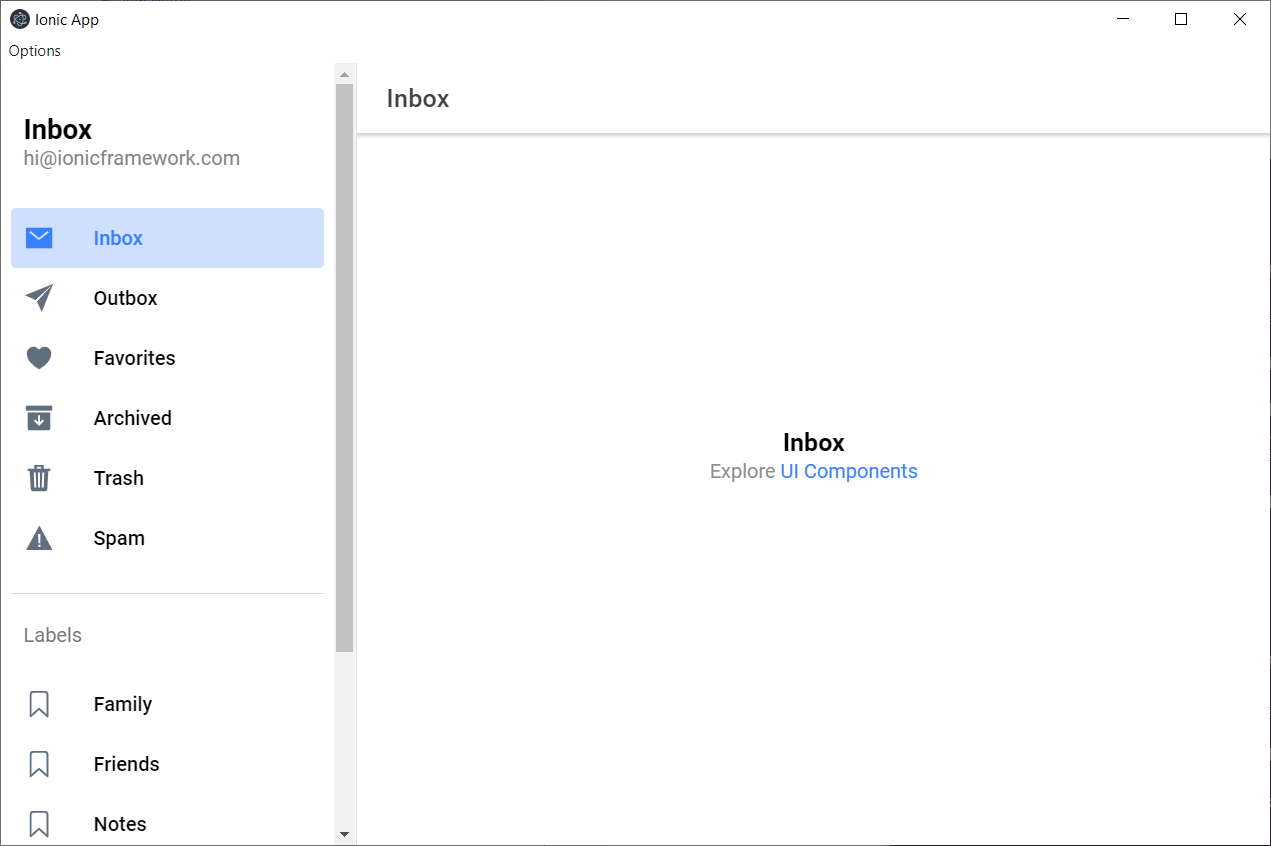 Ionic App
Options
Inbox
hi@ionicframework.com
Inbox
Outbox
Favorites
Archived
Trash
Spam
Labels
Family
Friends
Notes
Inbox
Inbox
Explore UI Components